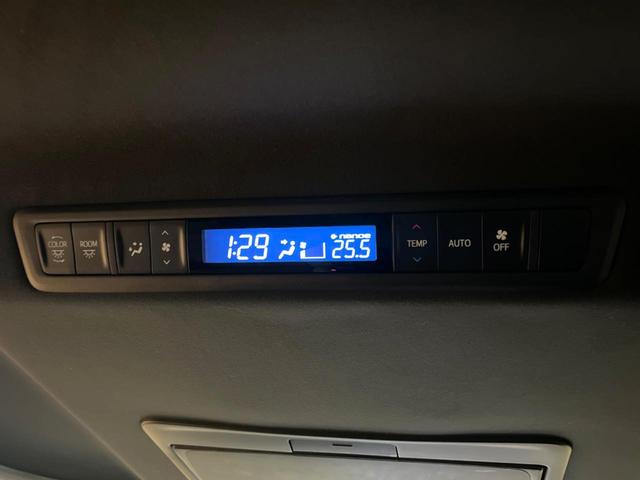 COLOR
ROOM
1:29
nanoe
25.5
TEMP
AUTO
OFF